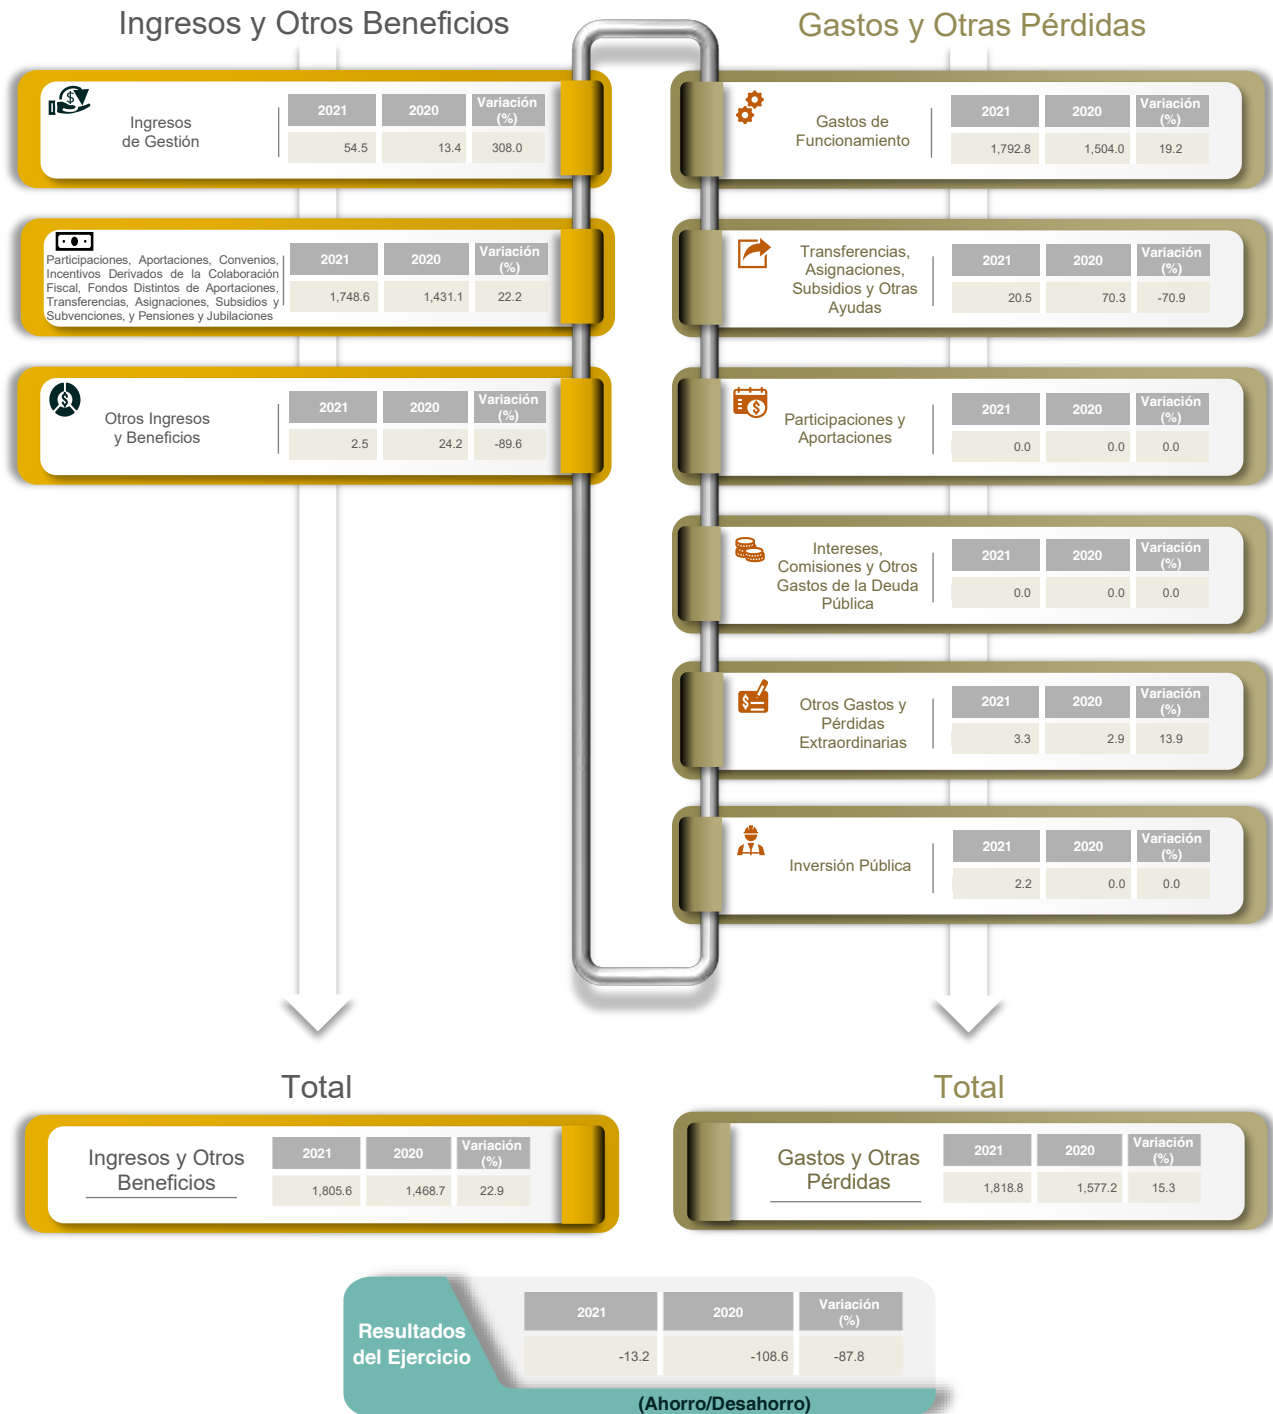 Ingresos y Otros Beneficios
Ingresos
de Gestión
2021 2020 Variación (%)
54.5 13.4 308.0
Participaciones, Aportaciones, Convenios,
Incentivos Derivados de la Colaboración
Fiscal, Fondos Distintos de Aportaciones,
Transferencias, Asignaciones, Subsidios y
Subvenciones, y Pensiones y Jubilaciones
2021 2020 Variación (%)
1,748.6 1,431.1 22.2
Otros Ingresos
y Beneficios
2021 2020 Variación (%)
2.5 24.2 -89.6
Total
Ingresos y Otros
Beneficios
2021 2020 Variación (%)
1,805.6 1,468.7 22.9
Gastos y Otras Pérdidas
Gastos de
Funcionamiento
2021 2020 Variación (%)
1,792.8 1,504.0 19.2
Transferencias,
Asignaciones,
Subsidios y Otras
Ayudas
2021 2020 Variación (%)
20.5 70.3 -70.9
Participaciones y
Aportaciones
2021 2020 Variación (%)
0.0 0.0 0.0
Intereses,
Comisiones y Otros
Gastos de la Deuda
Pública
2021 2020 Variación (%)
0.0 0.0 0.0
Otros Gastos y
Pérdidas
Extraordinarias
2021 2020 Variación (%)
3.3 2.9 13.9
Inversión Pública
2021 2020 Variación (%)
2.2 0.0 0.0
Total
Gastos y Otras
Pérdidas
2021 2020 Variación (%)
1,818.8 1,577.2 15.3
Resultados
del Ejercicio
2021 2020 Variación (%)
-13.2 -108.6 -87.8
(Ahorro/Desahorro)